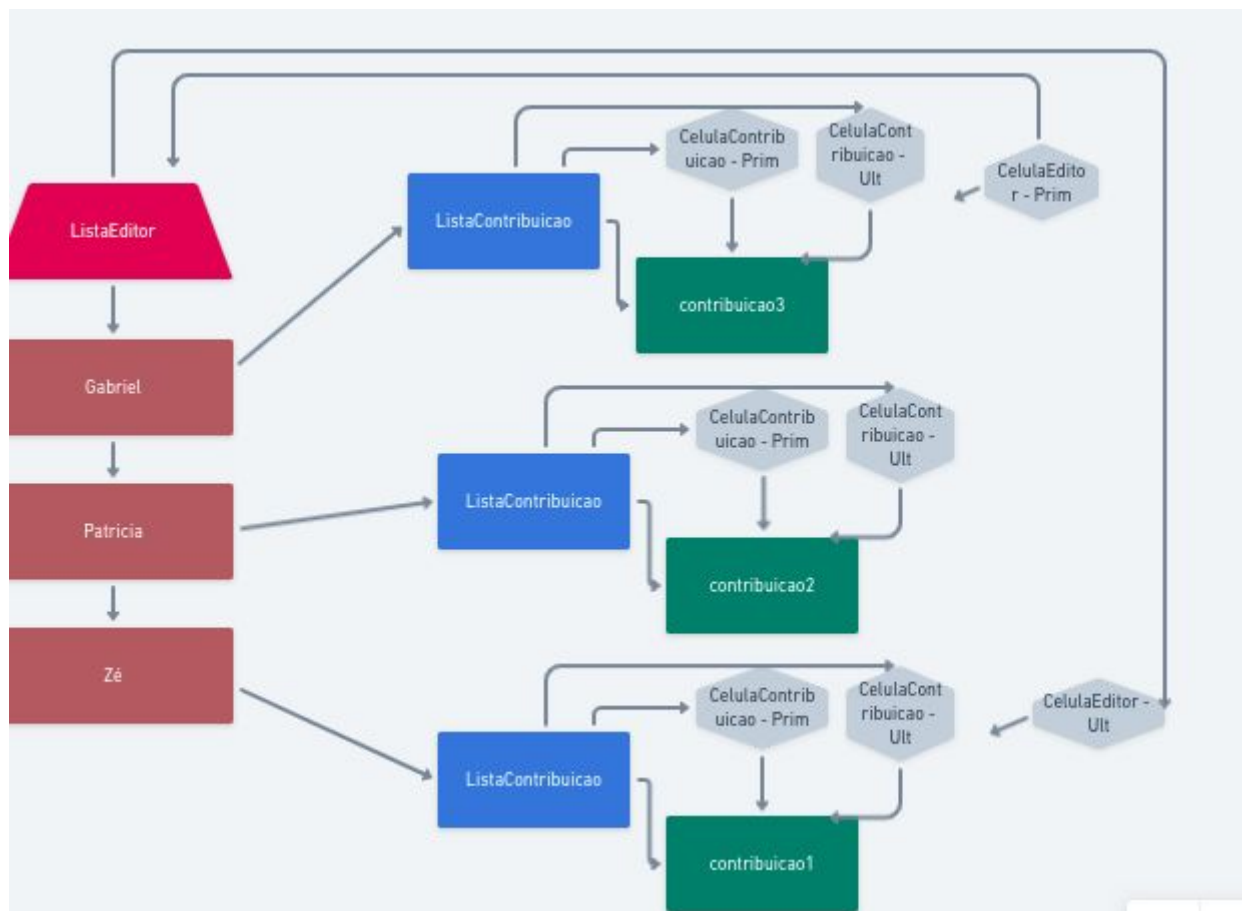 CelulaContrib
uicao - Prim
CelulaCont
ribuicao -
Ult
CelulaEdito
r - Prim
ListaEditor
ListaContribuicao
contribuicao3
Gabriel
CelulaContrib
uicao - Prim
CelulaCont
ribuicao -
Ult
Patricia
ListaContribuicao
contribuicao2
Zé
CelulaContrib
uicao - Prim
CelulaCont
ribuicao -
Ult
CelulaEditor -
Ult
ListaContribuicao
contribuicao1